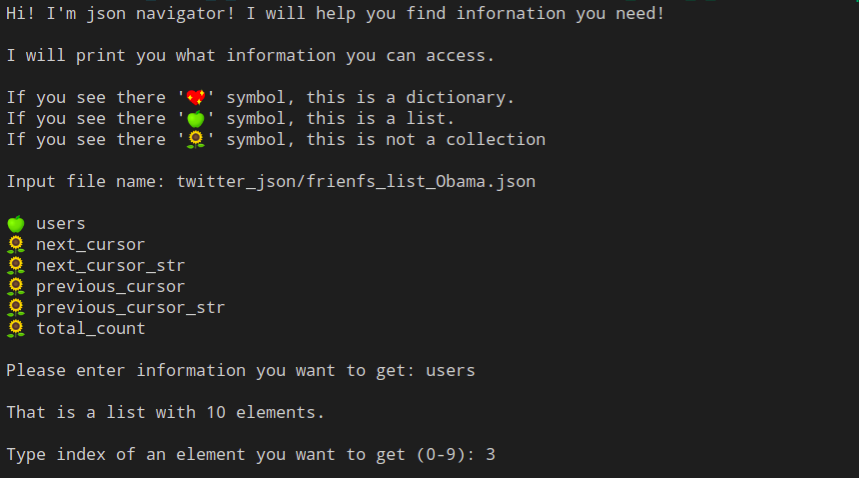 Hi! I'm json navigator! I will help you find infornation you need!
I will print you what information you can access.
If you see there '💖' symbol, this is a dictionary.
If you see there '🍏' symbol, this is a list.
If you see there '🌻' symbol, this is not a collection
Input file name: twitter_json/frienfs_list_Obama.json
🍏 users
🌻 next_cursor
🌻 next_cursor_str
🌻 previous_cursor
🌻 previous_cursor_str
🌻 total_count
Please enter information you want to get: users
That is a list with 10 elements.
Type index of an element you want to get (0-9): 3